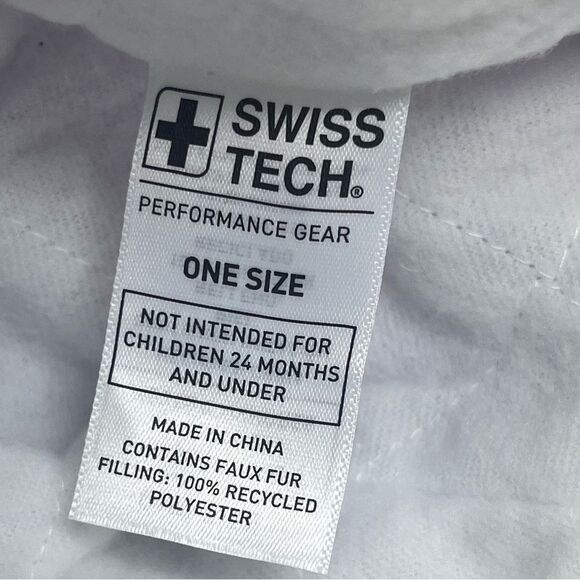 SWISS
TECH®
PERFORMANCE GEAR
ONE SIZE
NOT INTENDED FOR
CHILDREN 24 MONTHS
AND UNDER
MADE IN CHINA
CONTAINS FAUX FUR
FILLING: 100% RECYCLED
POLYESTER